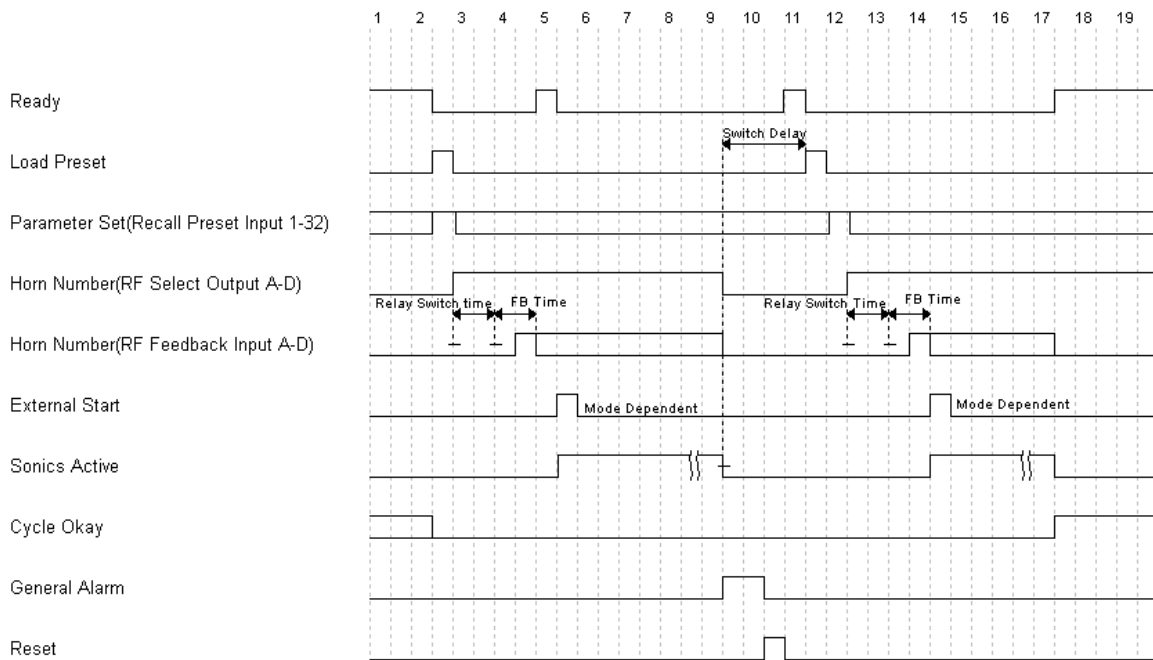 1 2 3 4 5 6 7 8 9 10 11 12 13 14 15 16 17 18 19
Ready
Switch Delay
Load Preset
Parameter Set(Recall Preset Input 1-32)
Horn Number(RF Select Output A-D)
Relay Switch time FB Time Relay Switch Time FB Time
Horn Number(RF Feedback Input A-D)
External Start
Mode Dependent Mode Dependent
Sonics Active
Cycle Okay
General Alarm
Reset